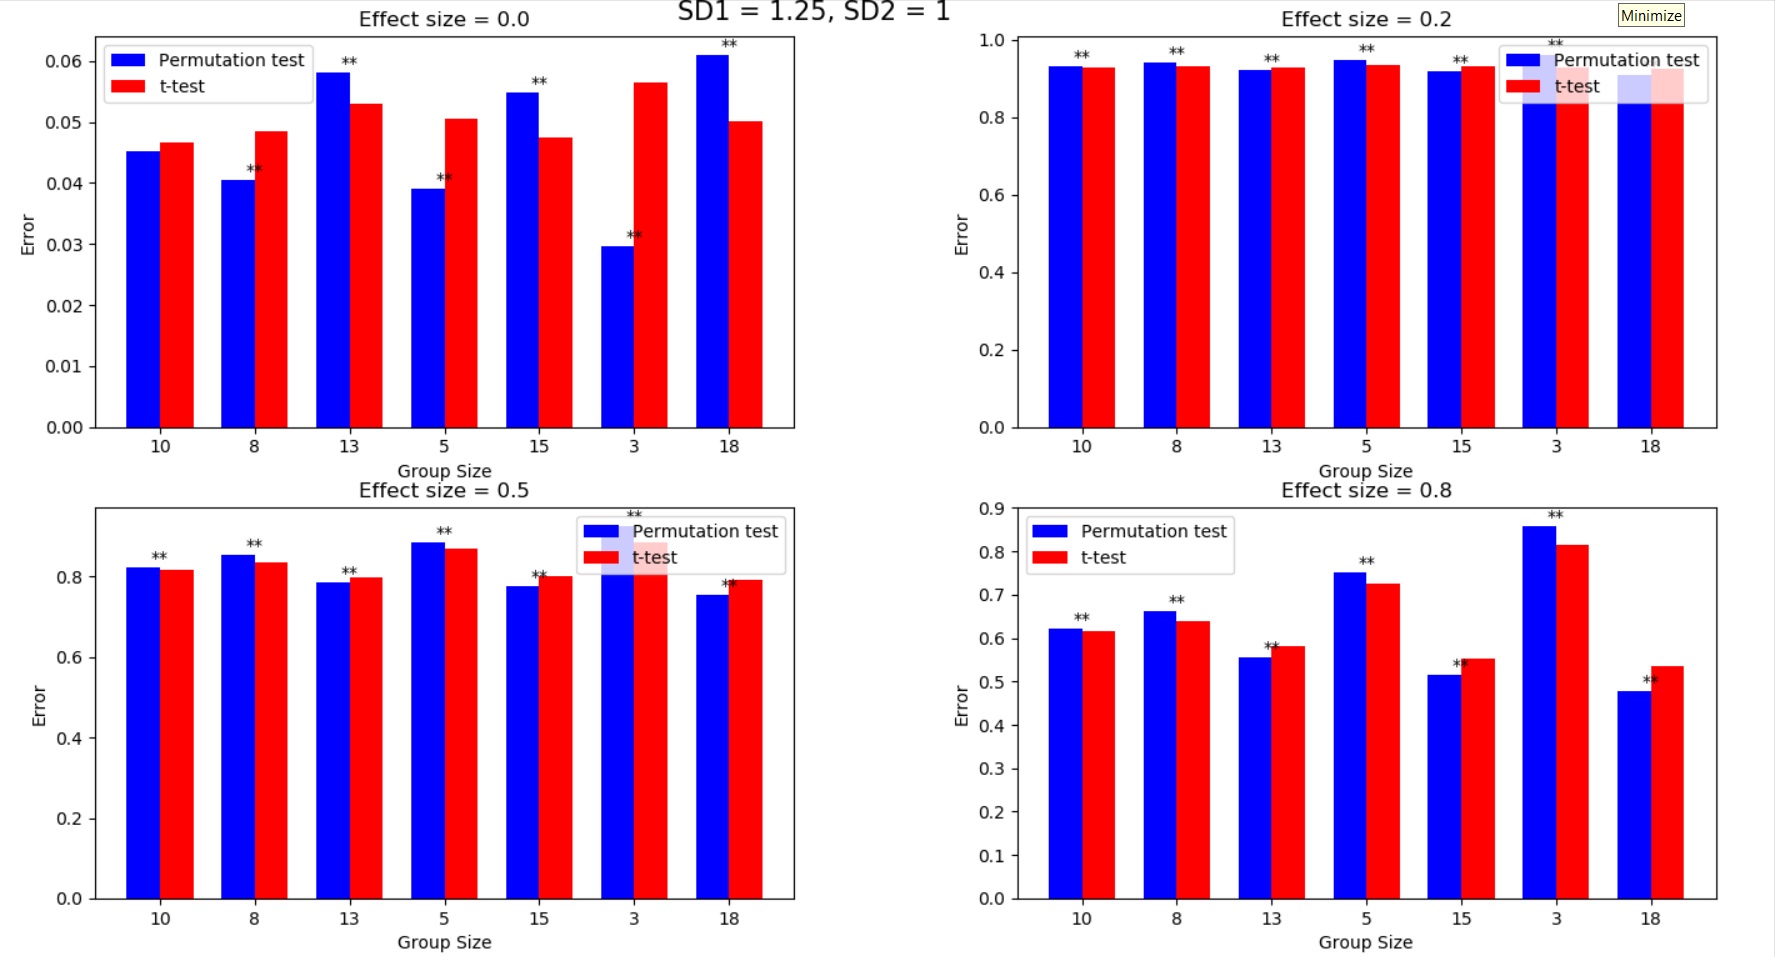 SD1 = 1.25, SD2 = 1
Minimize
Effect size = 0.0
Permutation test
t-test
** ** ** ** ** **
Error
0.06
0.05
0.04
0.03
0.02
0.01
0.00
10 8 13 5 15 3 18
Group Size
Effect size = 0.2
Permutation test
t-test
** ** ** ** ** **
Error
1.0
0.8
0.6
0.4
0.2
0.0
10 8 13 5 15 3 18
Group Size
Effect size = 0.5
Permutation test
t-test
** ** ** ** ** ** **
Error
0.8
0.6
0.4
0.2
0.0
10 8 13 5 15 3 18
Group Size
Effect size = 0.8
Permutation test
t-test
** ** ** ** ** ** **
Error
0.9
0.8
0.7
0.6
0.5
0.4
0.3
0.2
0.1
0.0
10 8 13 5 15 3 18
Group Size